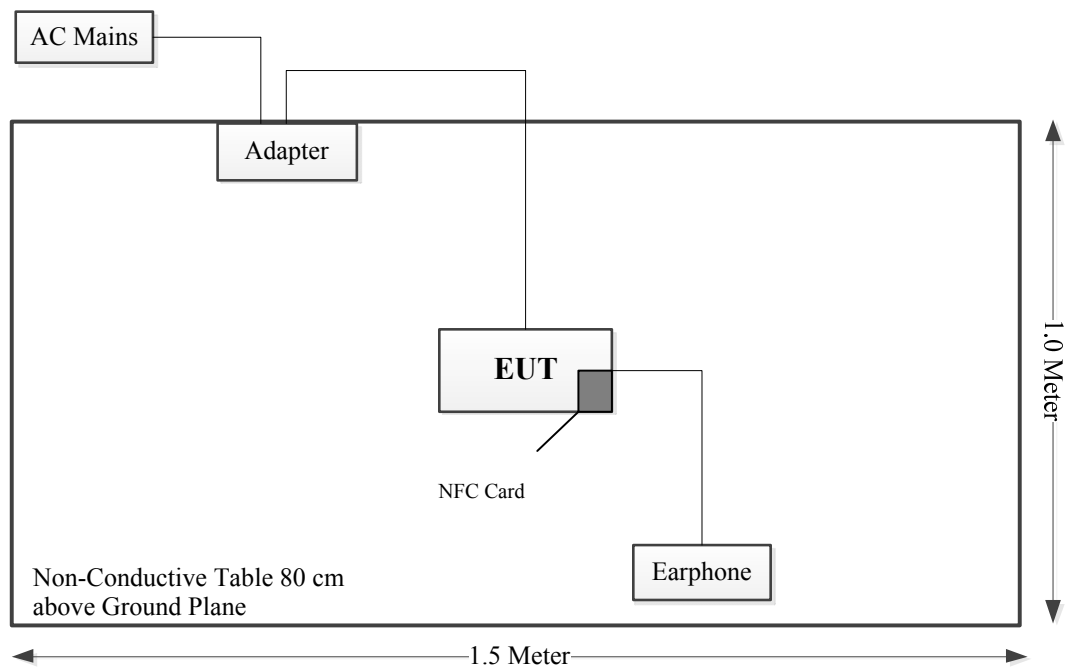 AC Mains
Adapter
EUT
1.0 Meter
NFC Card
Earphone
Non-Conductive Table 80 cm
above Ground Plane
1.5 Meter